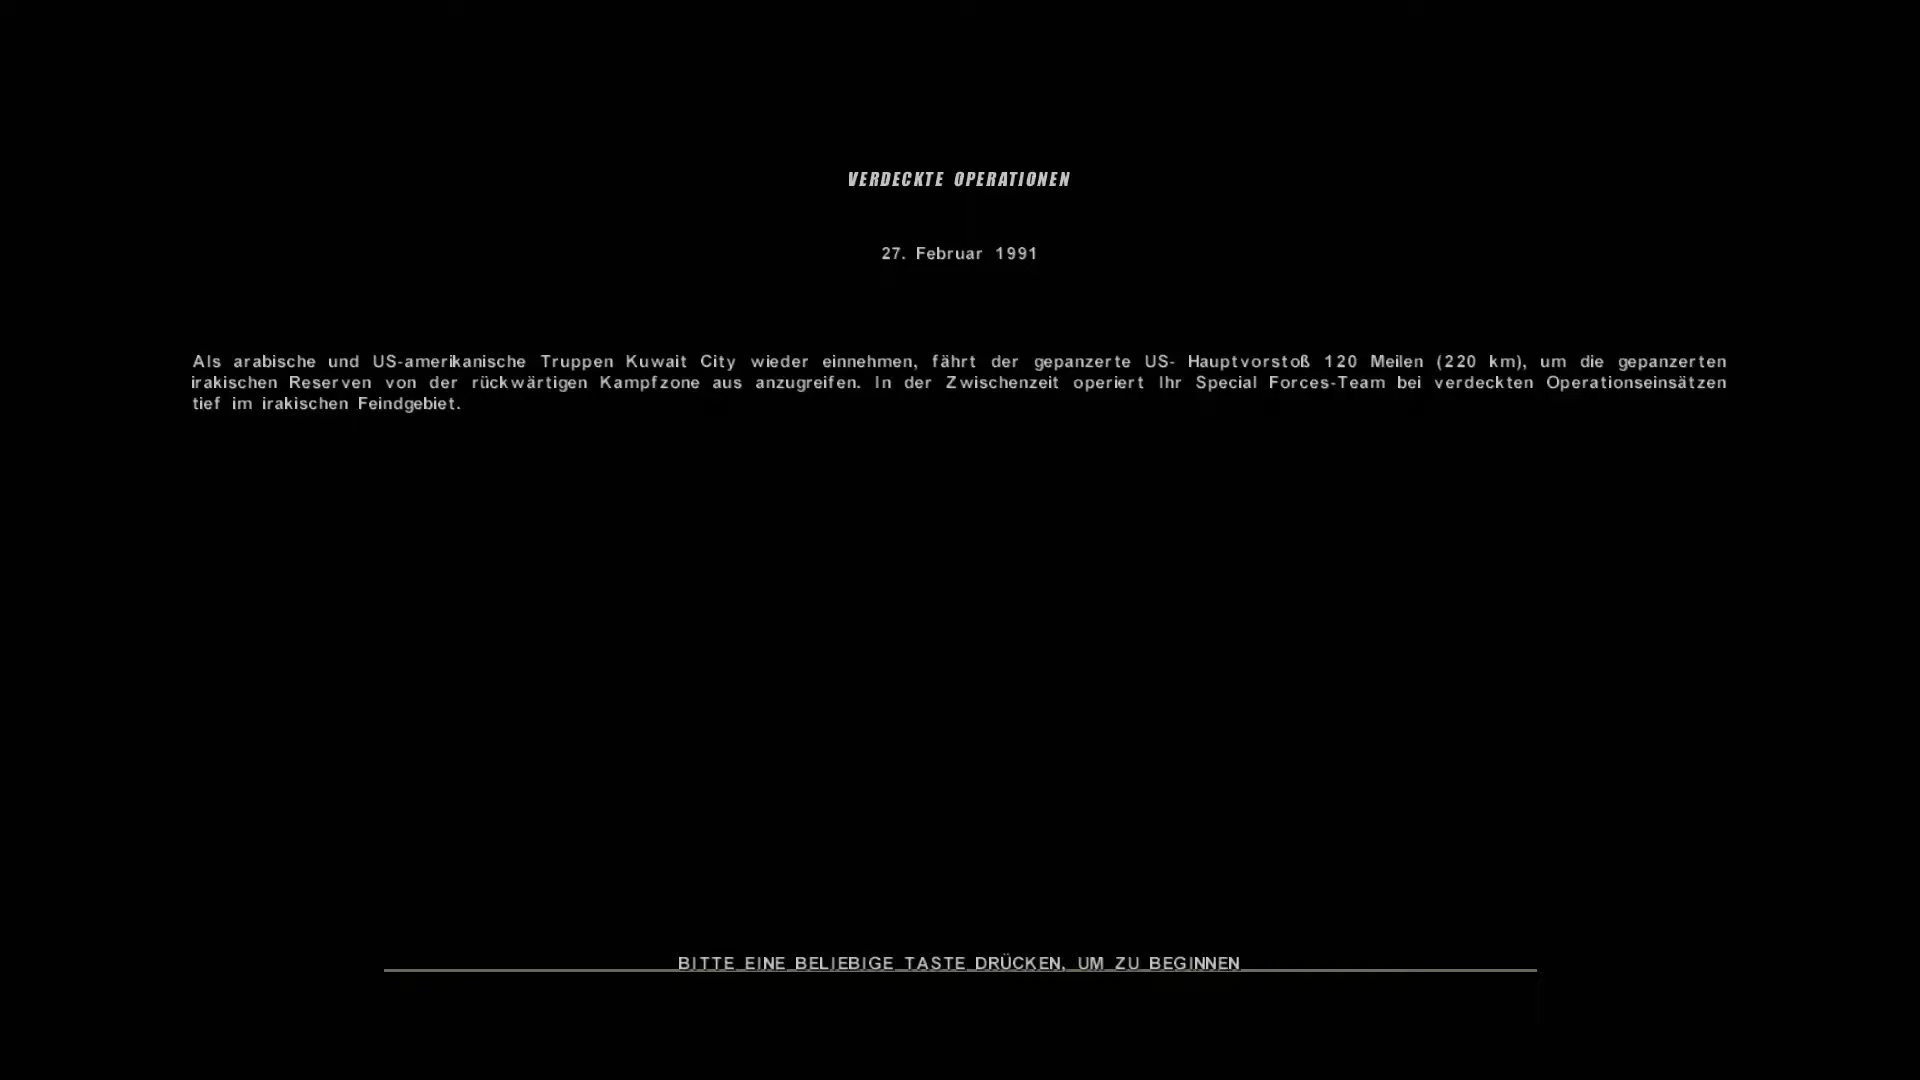 VERDECKTE OPERATIONEN
27. Februar 1991
Als arabische und US-amerikanische Truppen Kuwait City wieder einnehmen, fährt der gepanzerte US- Hauptvorstoß 120 Meilen (220 km), um die gepanzerten
irakischen Reserven von der rückwärtigen Kampfzone aus anzugreifen. In der Zwischenzeit operiert Ihr Special Forces-Team bei verdeckten Operationseinsätzen
tief im irakischen Feindgebiet.
BITTE EINE BELIEBIGE TASTE DRÜCKEN, UM ZU BEGINNEN